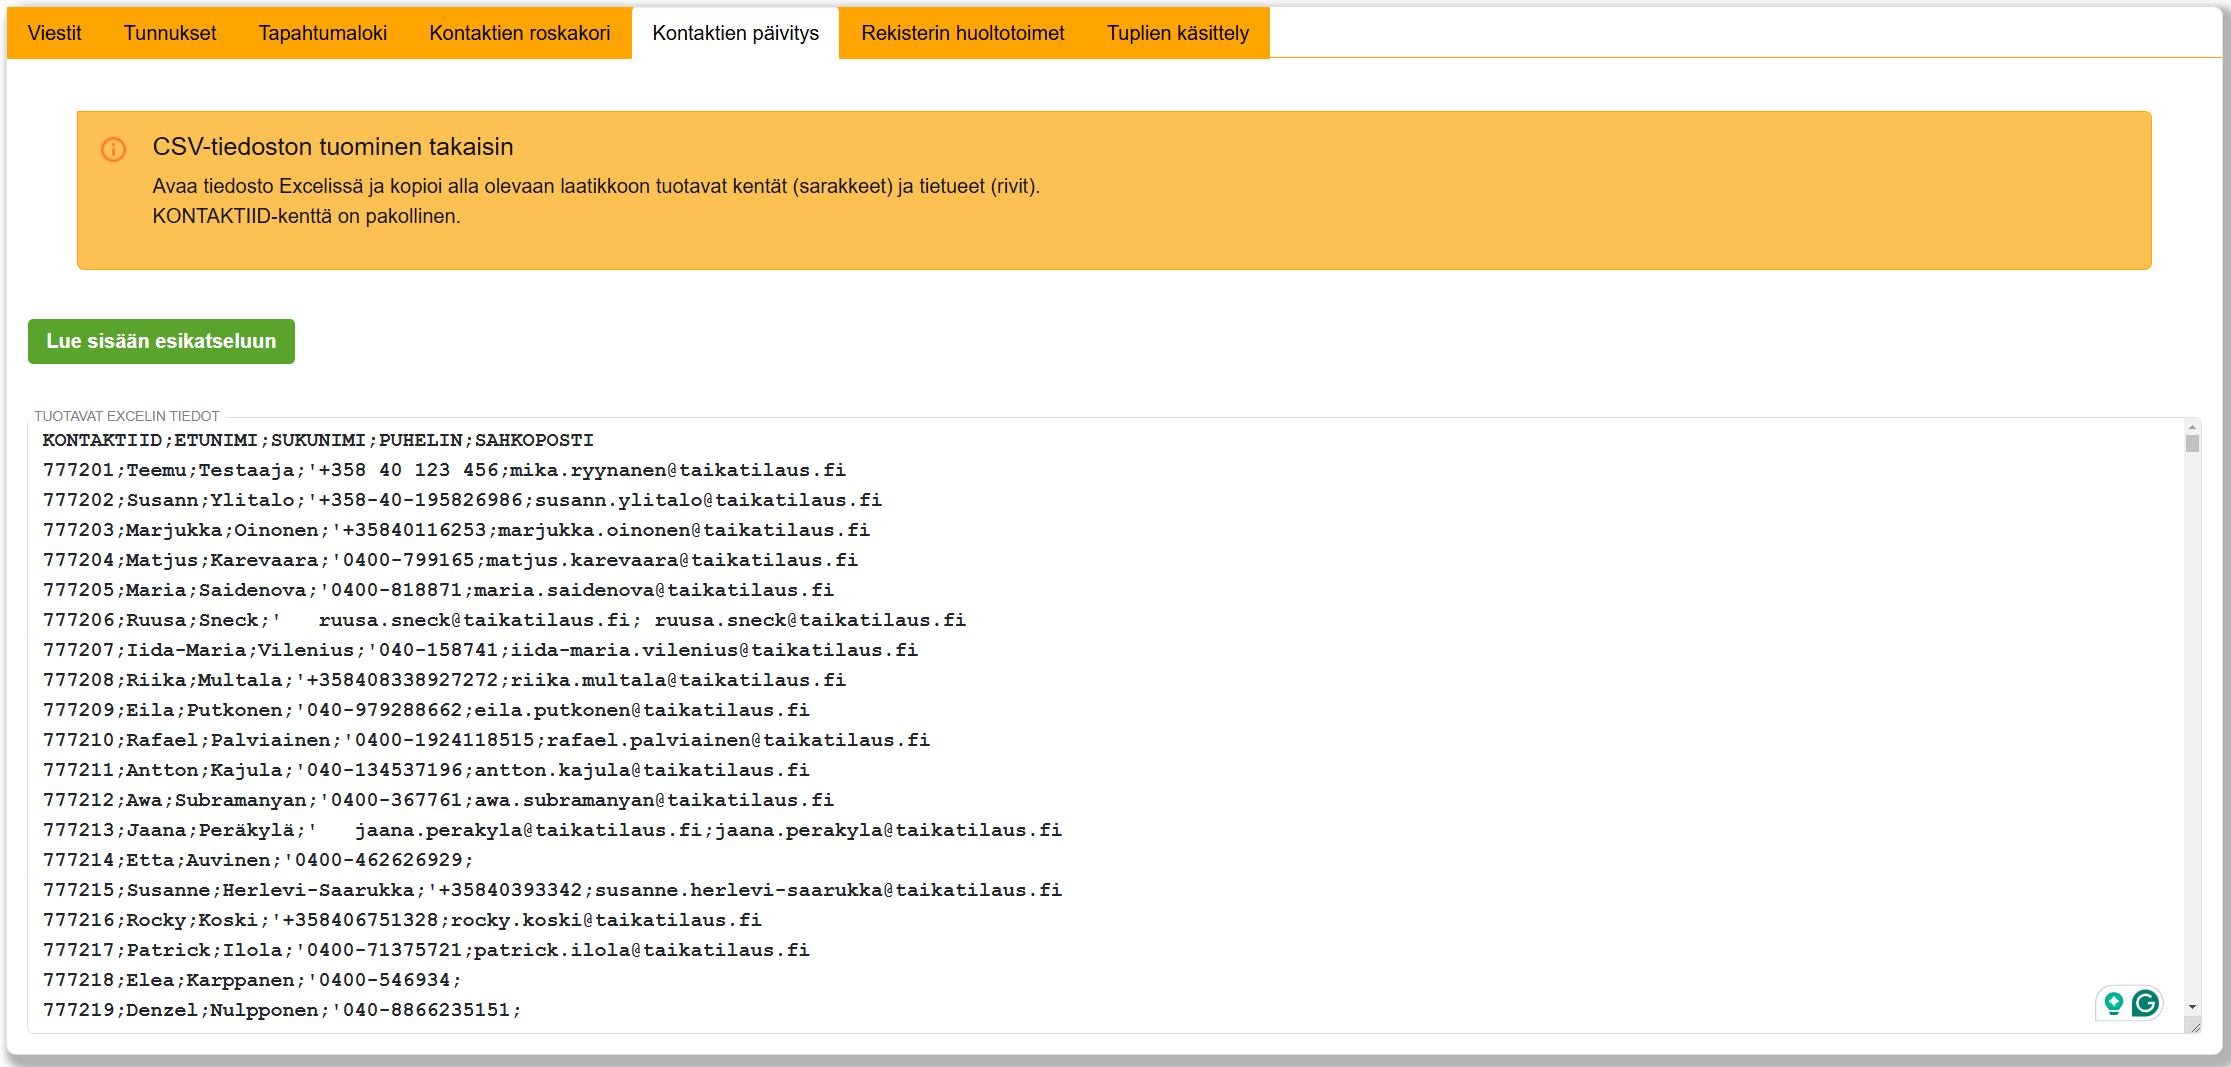 Viestit Tunnukset Tapahtumaloki Kontaktien roskakori Kontaktien päivitys Rekisterin huoltotoimet Tuplien käsittely
CSV-tiedoston tuominen takaisin
Avaa tiedosto Excelissä ja kopioi alla olevaan laatikkoon tuotavat kentät (sarakkeet) ja tietueet (rivit).
KONTAKTIID-kenttä on pakollinen.
Lue sisään esikatseluun
TUOTAVAT EXCELIN TIEDOT
KONTAKTIID;ETUNIMI;SUKUNIMI;PUHELIN;SAHKOPOSTI
777201;Teemu;Testaaja;'+358 40 123 456;mika.ryynanen@taikatilaus.fi
777202;Susann;Ylitalo;'+358-40-195826986;susann.ylitalo@taikatilaus.fi
777203;Marjukka;Oinonen;'+35840116253;marjukka.oinonen@taikatilaus.fi
777204;Matjus;Karevaara;'0400-799165;matjus.karevaara@taikatilaus.fi
777205;Maria;Saidenova;'0400-818871;maria.saidenova@taikatilaus.fi
777206;Ruusa;Sneck;'   ruusa.sneck@taikatilaus.fi; ruusa.sneck@taikatilaus.fi
777207;Iida-Maria;Vilenius;'040-158741;iida-maria.vilenius@taikatilaus.fi
777208;Riika;Multala;'+358408338927272;riika.multala@taikatilaus.fi
777209;Eila;Putkonen;'040-979288662;eila.putkonen@taikatilaus.fi
777210;Rafael;Palviainen;'0400-1924118515;rafael.palviainen@taikatilaus.fi
777211;Antton;Kajula;'040-134537196;antton.kajula@taikatilaus.fi
777212;Awa;Subramanyan;'0400-367761;awa.subramanyan@taikatilaus.fi
777213;Jaana;Peräkylä;'   jaana.perakyla@taikatilaus.fi;jaana.perakyla@taikatilaus.fi
777214;Etta;Auvinen;'0400-462626929;
777215;Susanne;Herlevi-Saarukka;'+35840393342;susanne.herlevi-saarukka@taikatilaus.fi
777216;Rocky;Koski;'+358406751328;rocky.koski@taikatilaus.fi
777217;Patrick;Ilola;'0400-71375721;patrick.ilola@taikatilaus.fi
777218;Elea;Karppanen;'0400-546934;
777219;Denzel;Nulpponen;'040-8866235151;